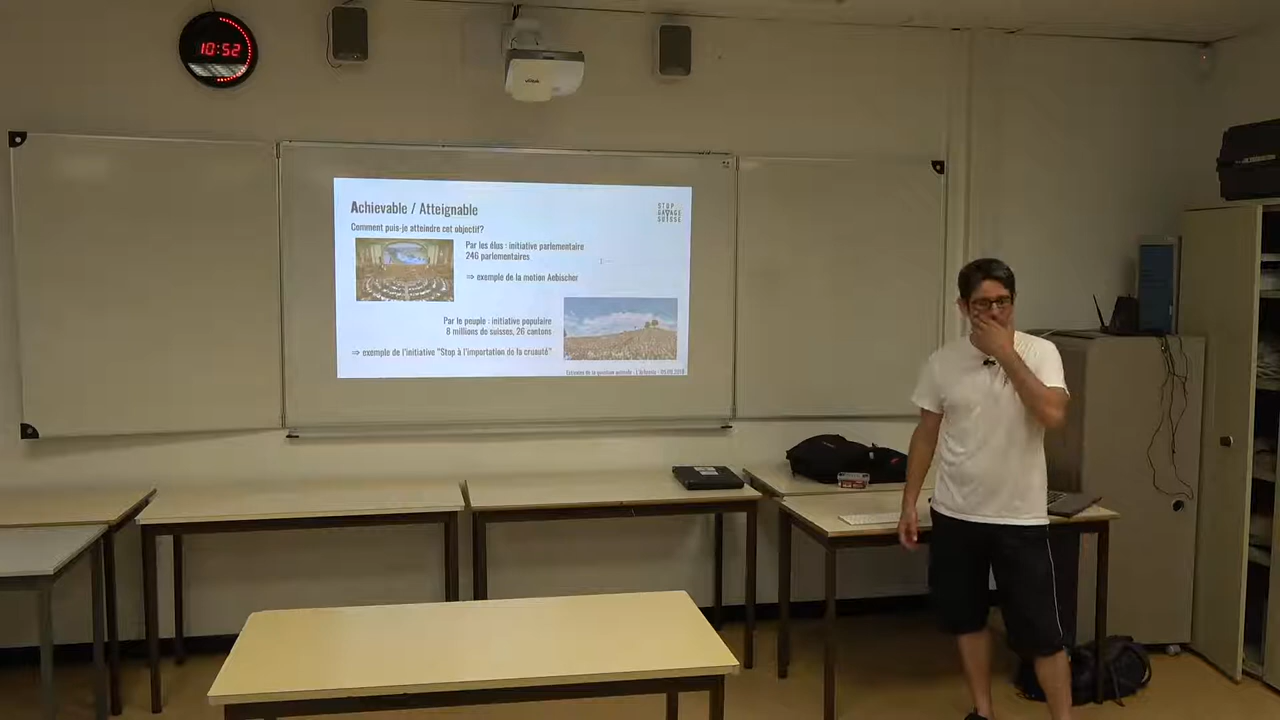 10:52
Achievable / Atteignable
STOP
GAVAGE
SUISSE
Comment puis-je atteindre cet objectif?
Par les élus : initiative parlementaire
246 parlementaires
⇒ exemple de la motion Aebischer
Par le peuple : initiative populaire
8 millions de suisses, 26 cantons
⇒ exemple de l'initiative "Stop à l'importation de la cruauté"